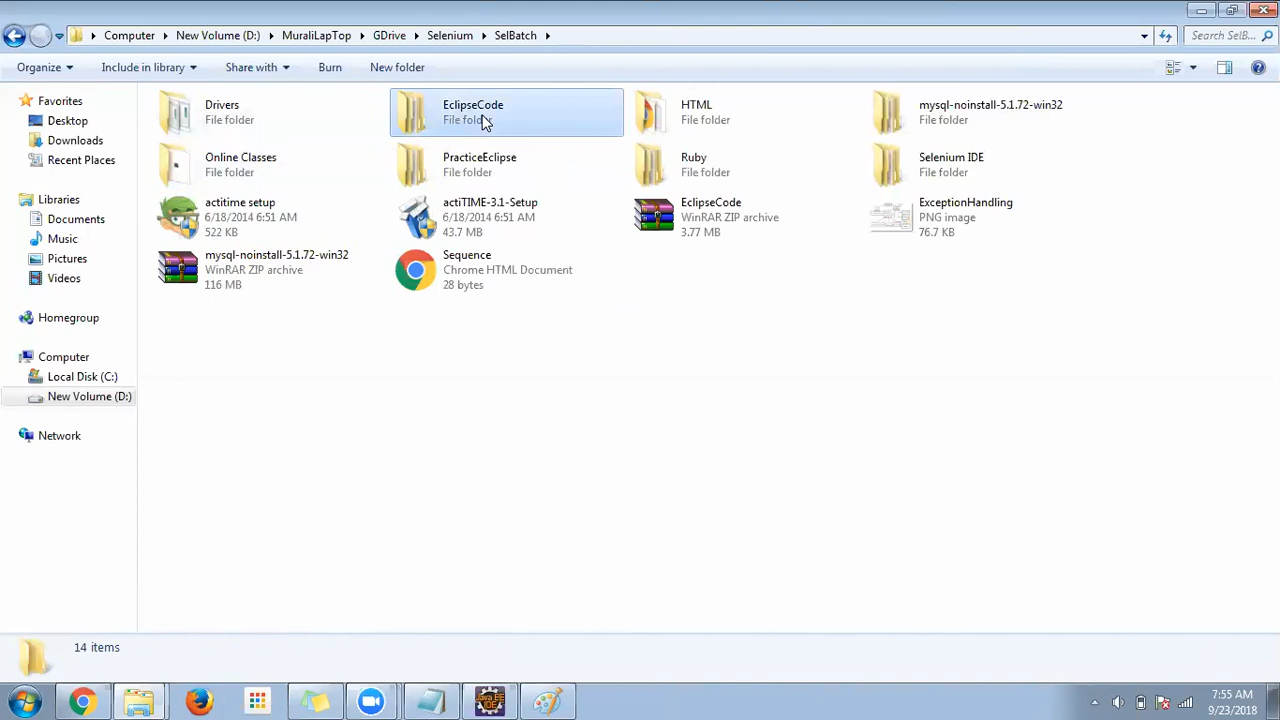 Computer New Volume (D:) MuraliLapTop GDrive Selenium SelBatch
Search SelB...
Organize Include in library Share with Burn New folder
Favorites
Desktop
Downloads
Recent Places
Libraries
Documents
Music
Pictures
Videos
Homegroup
Computer
Local Disk (C:)
New Volume (D:)
Network
Drivers
File folder
EclipseCode
File folder
HTML
File folder
mysql-noinstall-5.1.72-win32
File folder
Online Classes
File folder
PracticeEclipse
File folder
Ruby
File folder
Selenium IDE
File folder
actitime setup
6/18/2014 6:51 AM
522 KB
actiTIME-3.1-Setup
6/18/2014 6:51 AM
43.7 MB
EclipseCode
WinRAR ZIP archive
3.77 MB
ExceptionHandling
PNG image
76.7 KB
mysql-noinstall-5.1.72-win32
WinRAR ZIP archive
116 MB
Sequence
Chrome HTML Document
28 bytes
14 items
Java EE
IDE
7:55 AM
9/23/2018